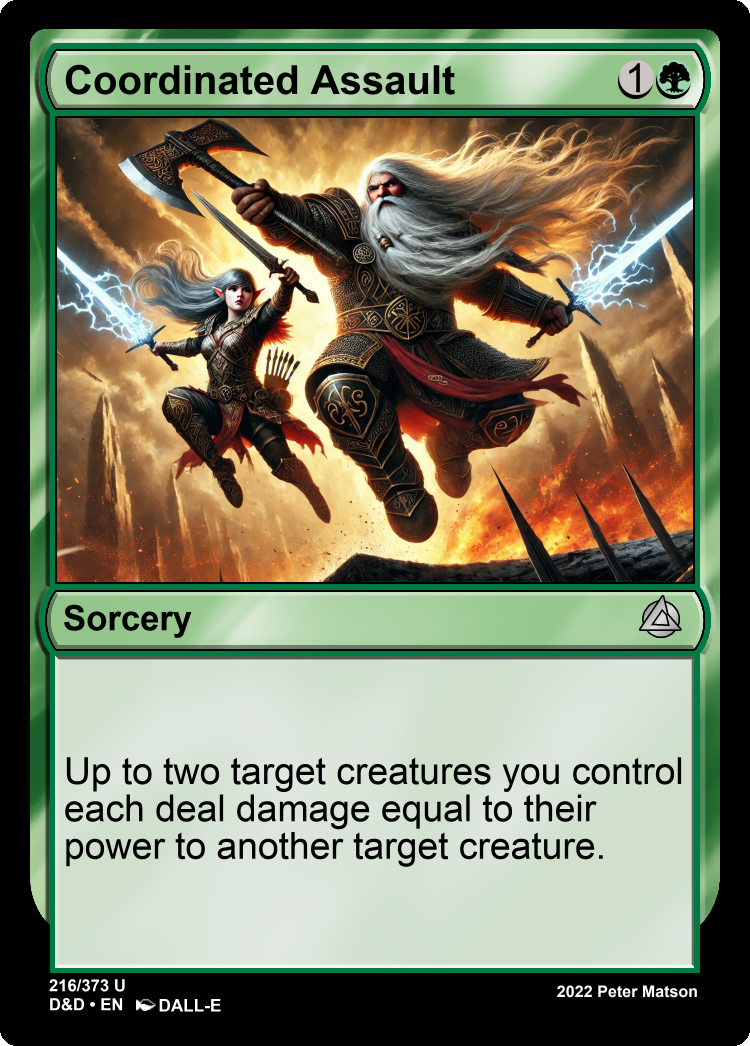 Coordinated Assault 1
Sorcery
Up to two target creatures you control
each deal damage equal to their
power to another target creature.
216/373 U
D&D • EN DALL-E
2022 Peter Matson